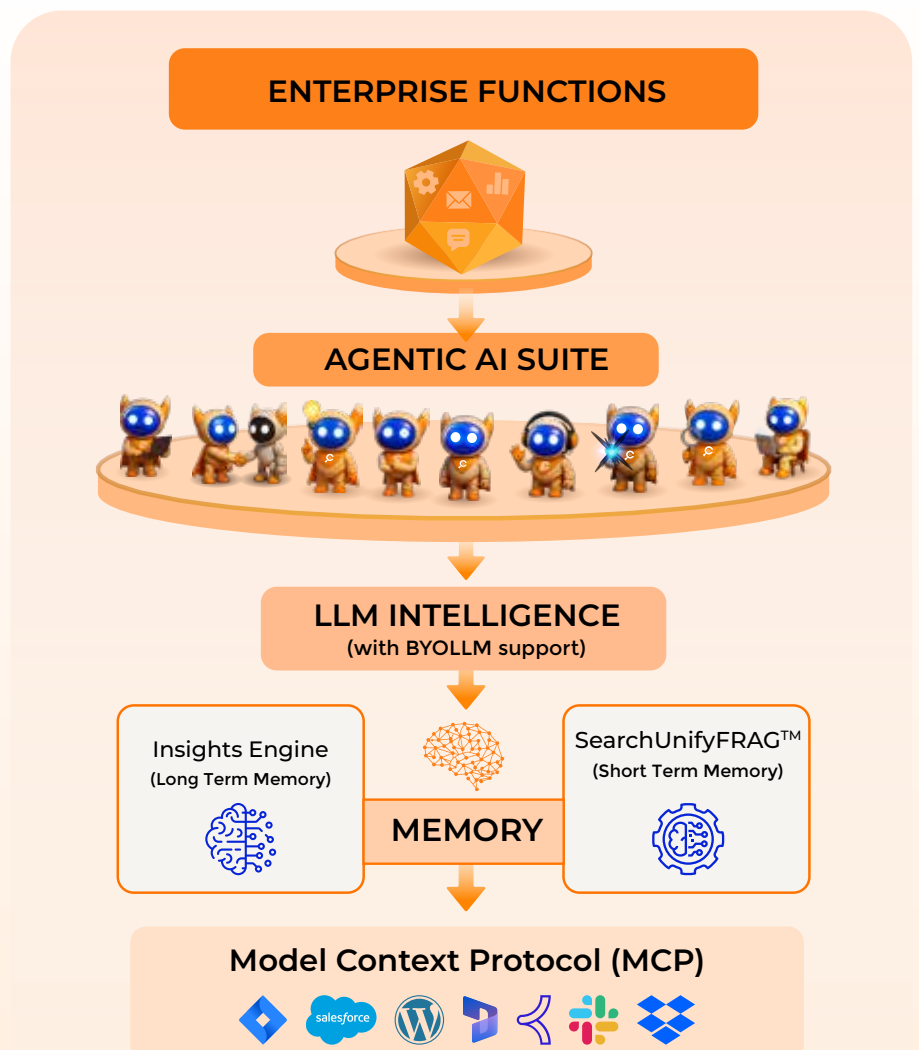 ENTERPRISE FUNCTIONS
AGENTIC AI SUITE
LLM INTELLIGENCE
(with BYOLLM support)
Insights Engine
(Long Term Memory)
SearchUnifyFRAG™
(Short Term Memory)
MEMORY
Model Context Protocol (MCP)
salesforce